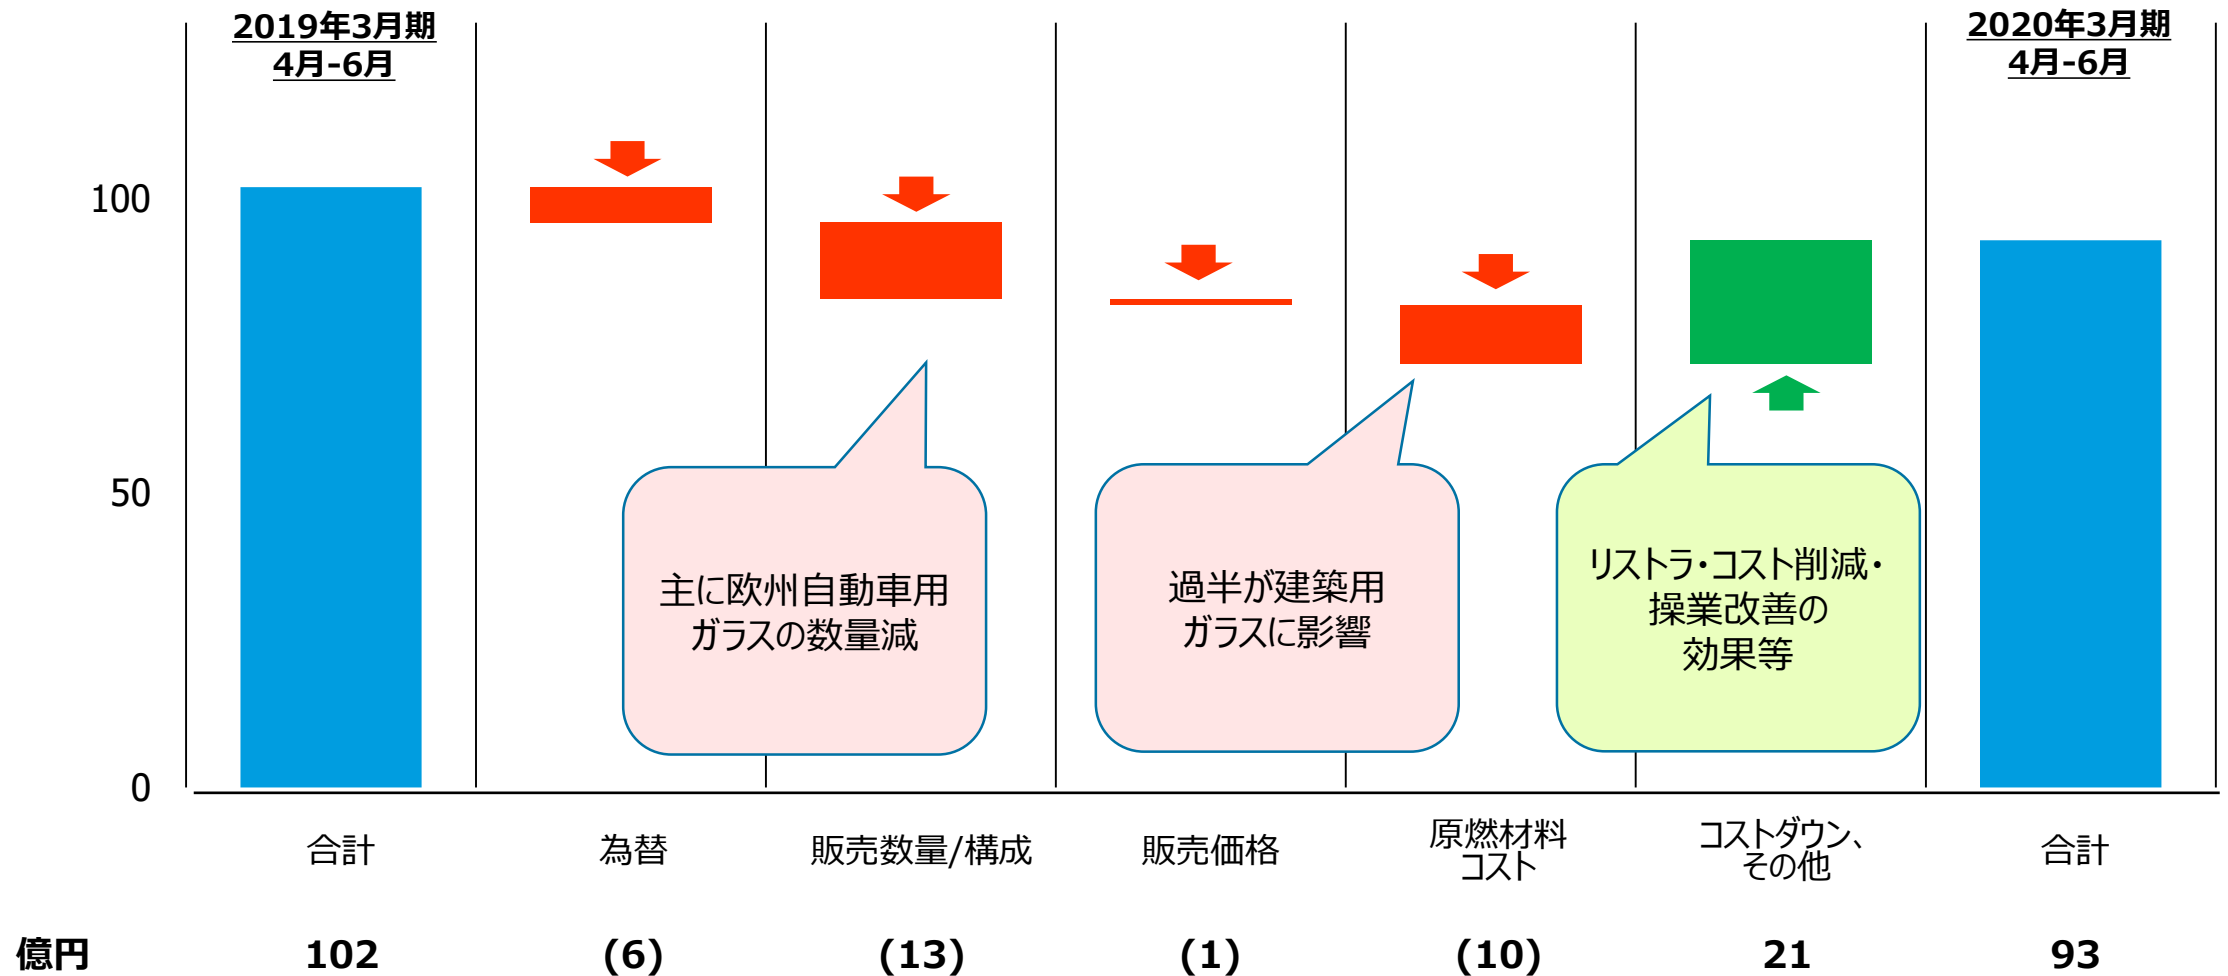 2019年3月期
4月-6月
2020年3月期
4月-6月
100
50
0
主に欧州自動車用
ガラスの数量減
過半が建築用
ガラスに影響
リストラ・コスト削減・
操業改善の
効果等
合計
為替
販売数量/構成
販売価格
原燃材料
コスト
コストダウン、
その他
合計
億円 102 (6) (13) (1) (10) 21 93